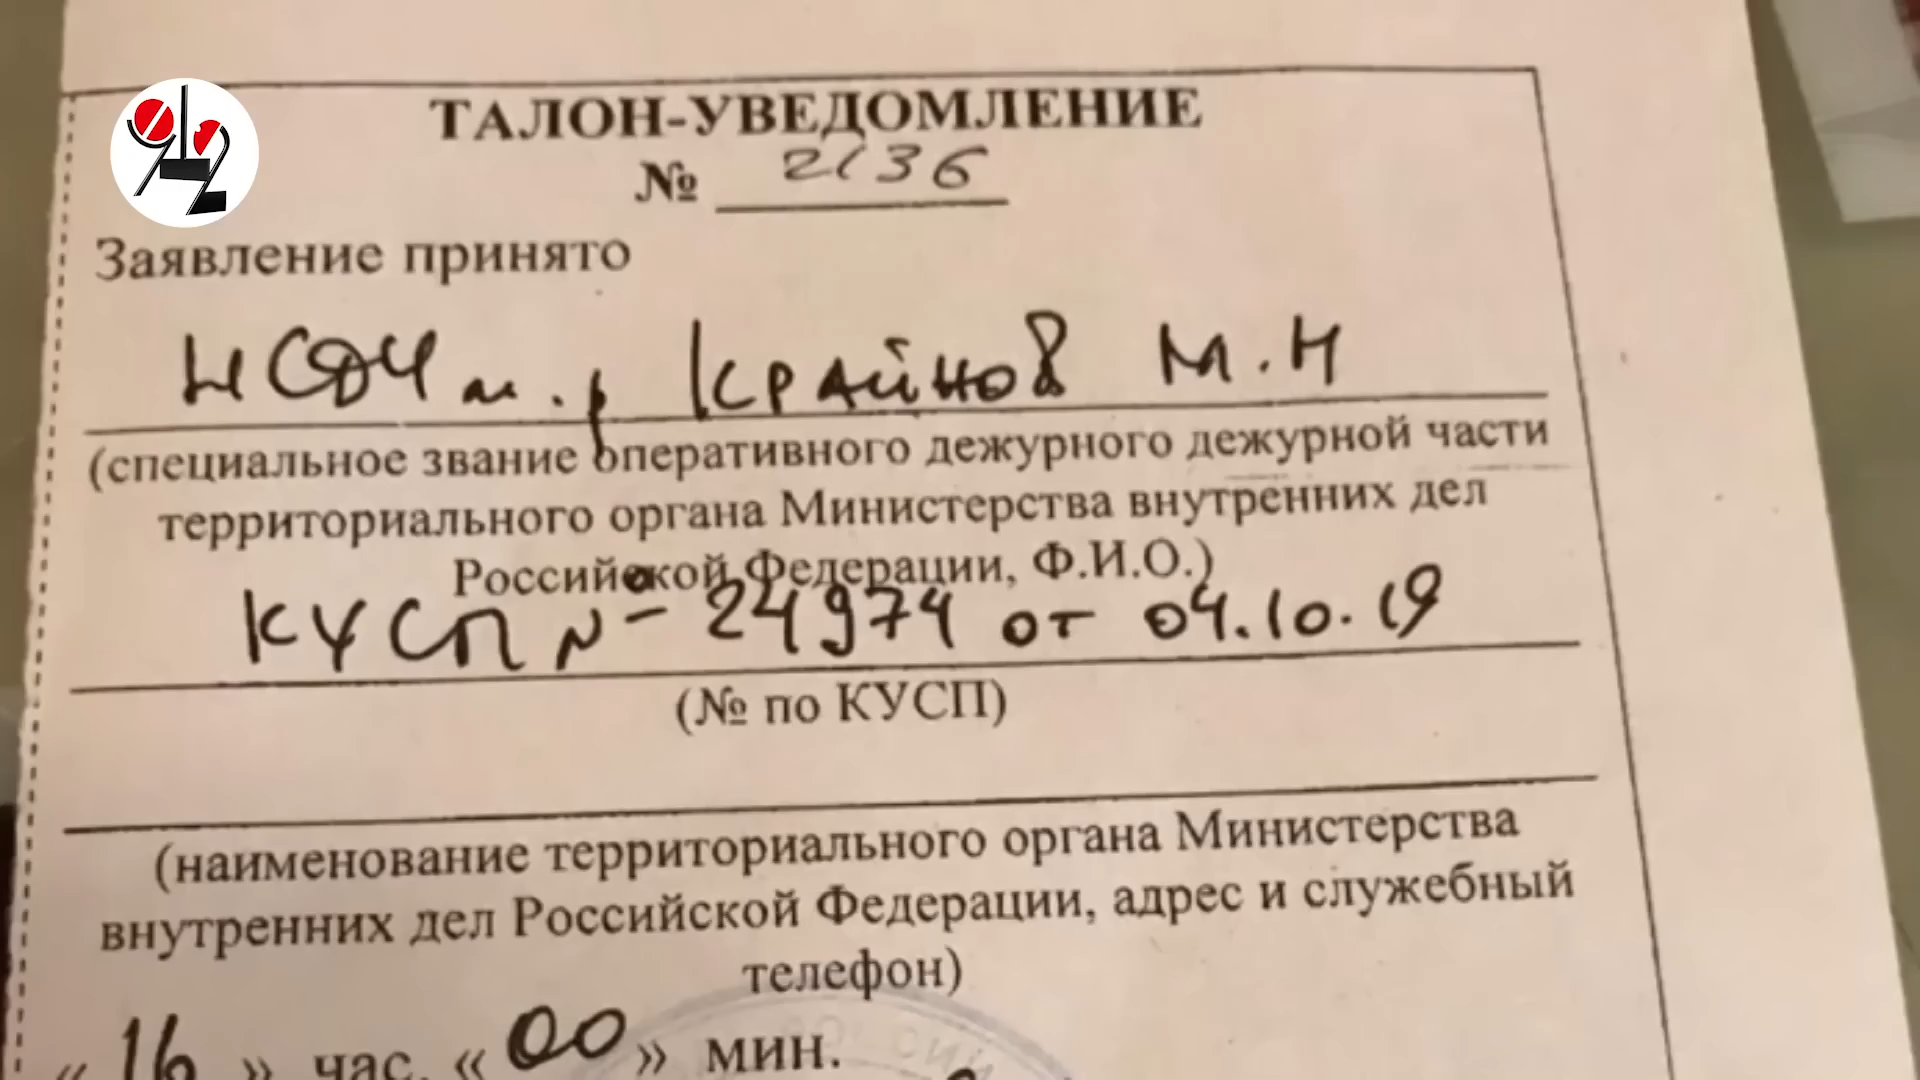 ТАЛОН-УВЕДОМЛЕНИЕ
№ 2136
Заявление принято
НСОЧ м.р Крайнов М.Н
(специальное звание оперативного дежурного дежурной части
территориального органа Министерства внутренних дел
Российской Федерации, Ф.И.О.)
КУСП № 24974 от 04.10.19
(№ по КУСП)
(наименование территориального органа Министерства
внутренних дел Российской Федерации, адрес и служебный
телефон)
« 16 » час. « 00 » мин.